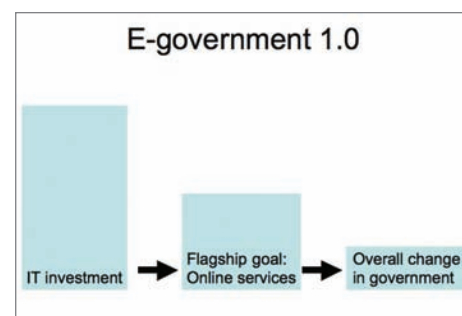 E-government 1.0
IT investment
Flagship goal:
Online services
Overall change
in government